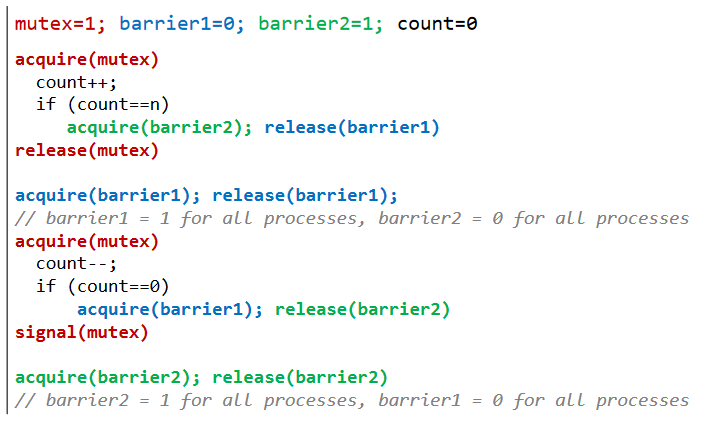 mutex=1; barrier1=0; barrier2=1; count=0
acquire(mutex)
count++;
if (count==n)
acquire(barrier2); release(barrier1)
release(mutex)
acquire(barrier1); release(barrier1);
// barrier1 = 1 for all processes, barrier2 = 0 for all processes
acquire(mutex)
count--;
if (count==0)
acquire(barrier1); release(barrier2)
signal(mutex)
acquire(barrier2); release(barrier2)
// barrier2 = 1 for all processes, barrier1 = 0 for all processes